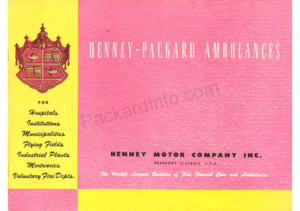 HENNEY-PACKARD AMBULANCES
FOR
Hospitals,
Institutions,
Municipalities,
Flying Fields,
Industrial Plants,
Mortuaries,
Voluntary Fire Depts.
PackardInfo.com
HENNEY MOTOR COMPANY INC.
FREEPORT, ILLINOIS, U.S.A.
The World's Largest Builders of Fine Funeral Cars and Ambulances